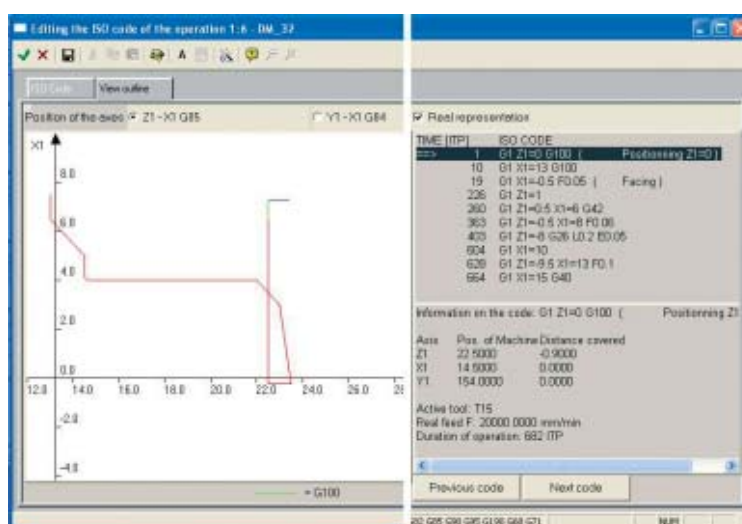 Editing the ISO code of the operation 1:6 - DM_37
ISO Code View outline
Position of the axes Z1-X1 G85 Y1-X1 G84
Real representation
X1
8.0
6.0
4.0
2.0
0.0
12.0 14.0 16.0 18.0 20.0 22.0 24.0 26.0
-2.0
-4.0
= G100
TIME [ITP] ISO CODE
==> 1 G1 Z1=0 G100 ( Positionning Z1=0 )
10 G1 X1=13 G100
19 G1 X1=-0.5 F0.05 ( Facing )
226 G1 Z1=1
260 G1 Z1=0.5 X1=6 G42
363 G1 Z1=-0.5 X1=8 F0.06
403 G1 Z1=-8 G26 L0.2 E0.05
604 G1 X1=10
629 G1 Z1=-9.5 X1=13 F0.1
664 G1 X1=15 G40
Information on the code: G1 Z1=0 G100 ( Positionning Z1
Axis Pos. of Machine Distance covered
Z1 22.5000 -0.9000
X1 14.5000 0.0000
Y1 154.0000 0.0000
Active tool: T15
Real feed F: 20000.0000 mm/min
Duration of operation: 682 ITP
Previous code Next code
NUM